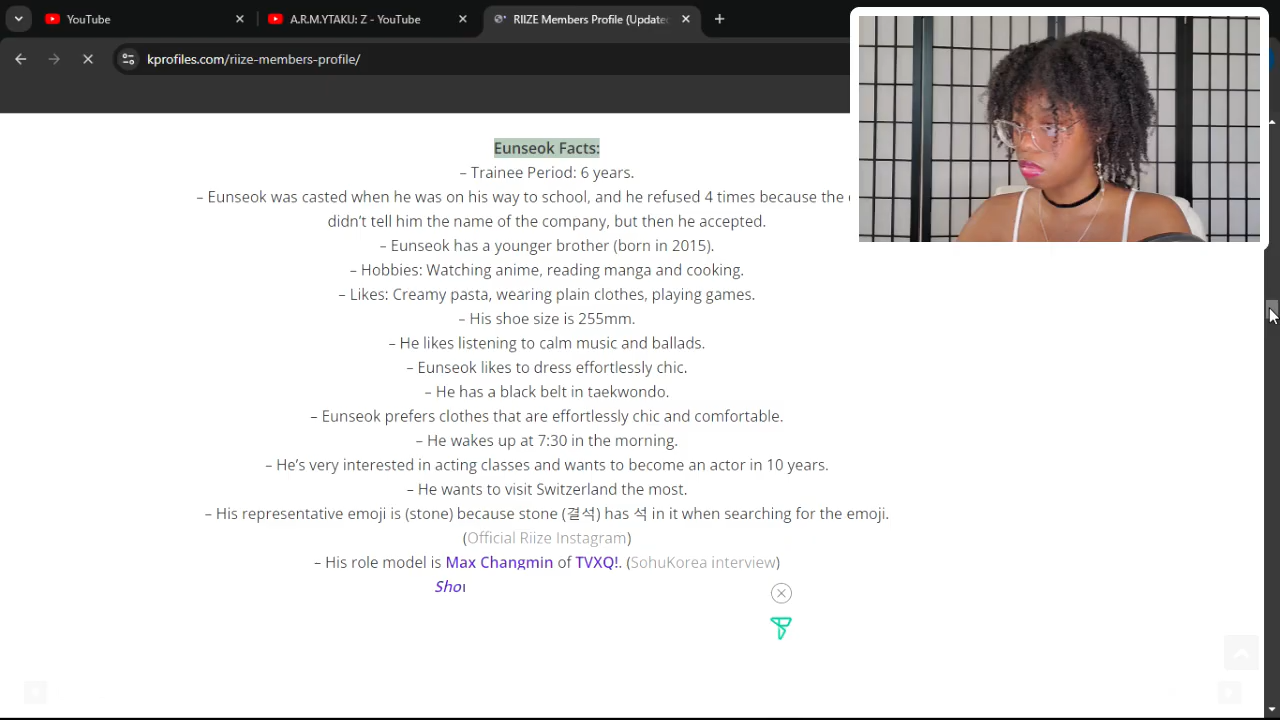 YouTube
A.R.M.YTAKU: Z - YouTube
RIIZE Members Profile (Update
kprofiles.com/riize-members-profile/
Eunseok Facts:
– Trainee Period: 6 years.
– Eunseok was casted when he was on his way to school, and he refused 4 times because the
didn’t tell him the name of the company, but then he accepted.
– Eunseok has a younger brother (born in 2015).
– Hobbies: Watching anime, reading manga and cooking.
– Likes: Creamy pasta, wearing plain clothes, playing games.
– His shoe size is 255mm.
– He likes listening to calm music and ballads.
– Eunseok likes to dress effortlessly chic.
– He has a black belt in taekwondo.
– Eunseok prefers clothes that are effortlessly chic and comfortable.
– He wakes up at 7:30 in the morning.
– He’s very interested in acting classes and wants to become an actor in 10 years.
– He wants to visit Switzerland the most.
– His representative emoji is (stone) because stone (결석) has 석 in it when searching for the emoji.
(Official Riize Instagram)
– His role model is Max Changmin of TVXQ!. (SohuKorea interview)